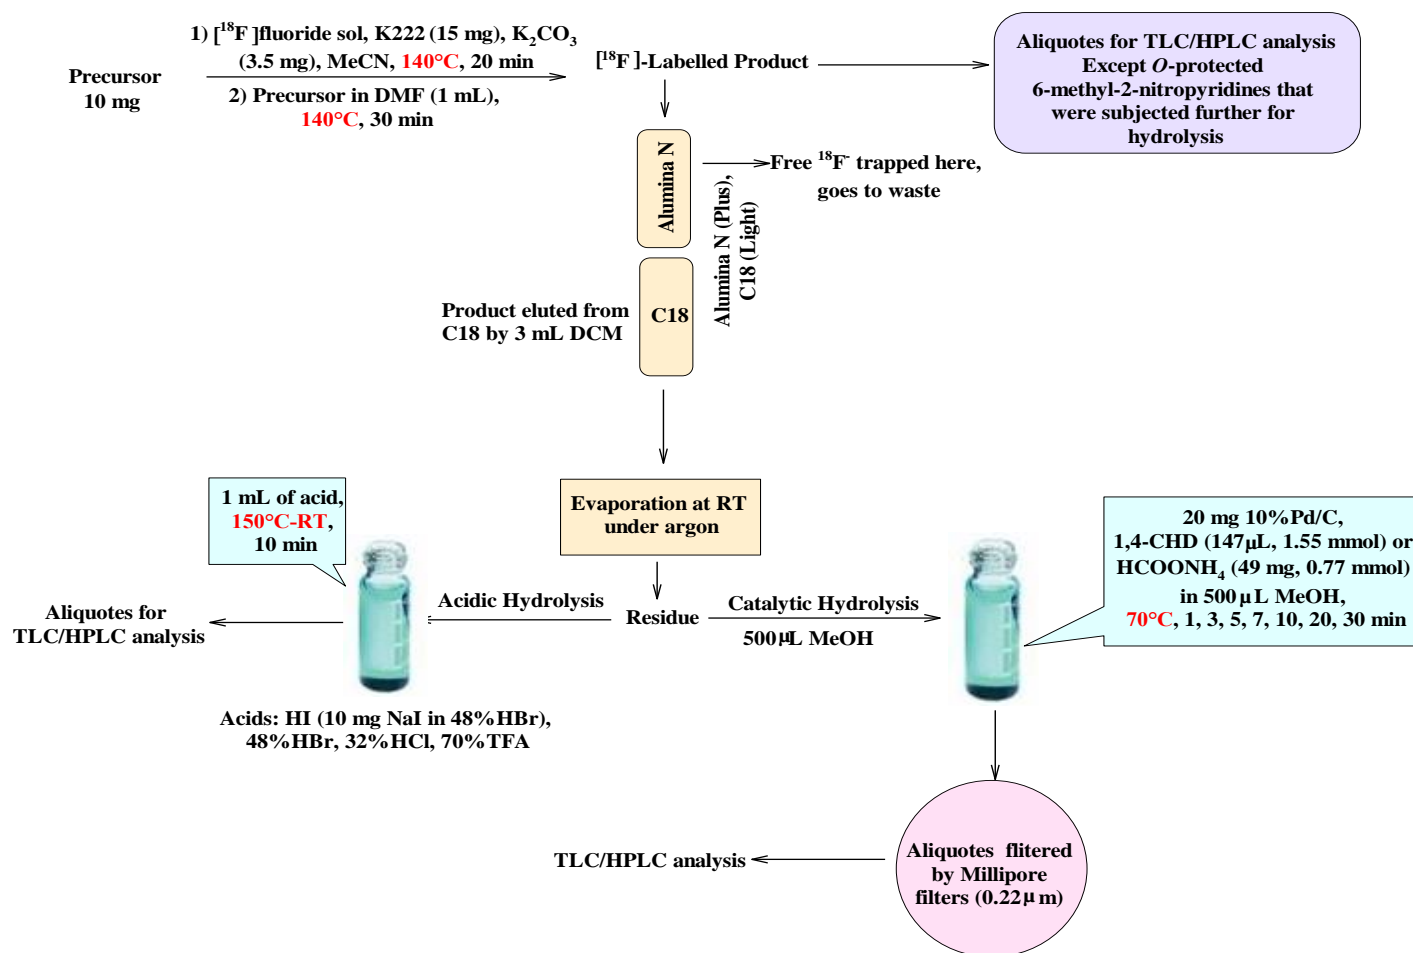 1) [¹⁸F]fluoride sol, K222 (15 mg), K₂CO₃
(3.5 mg), MeCN, 140°C, 20 min
2) Precursor in DMF (1 mL),
140°C, 30 min
Precursor
10 mg
[¹⁸F]-Labelled Product
Aliquotes for TLC/HPLC analysis
Except O-protected
6-methyl-2-nitropyridines that
were subjected further for
hydrolysis
Alumina N
Free ¹⁸F⁻ trapped here,
goes to waste
Alumina N (Plus),
C18 (Light)
Product eluted from
C18 by 3 mL DCM
C18
Evaporation at RT
under argon
1 mL of acid,
150°C-RT,
10 min
20 mg 10%Pd/C,
1,4-CHD (147µL, 1.55 mmol) or
HCOONH₄ (49 mg, 0.77 mmol)
in 500µL MeOH,
70°C, 1, 3, 5, 7, 10, 20, 30 min
Aliquotes for
TLC/HPLC analysis
Acidic Hydrolysis
Residue
Catalytic Hydrolysis
500µL MeOH
Acids: HI (10 mg NaI in 48%HBr),
48%HBr, 32%HCl, 70%TFA
TLC/HPLC analysis
Aliquotes flitered
by Millipore
filters (0.22µm)